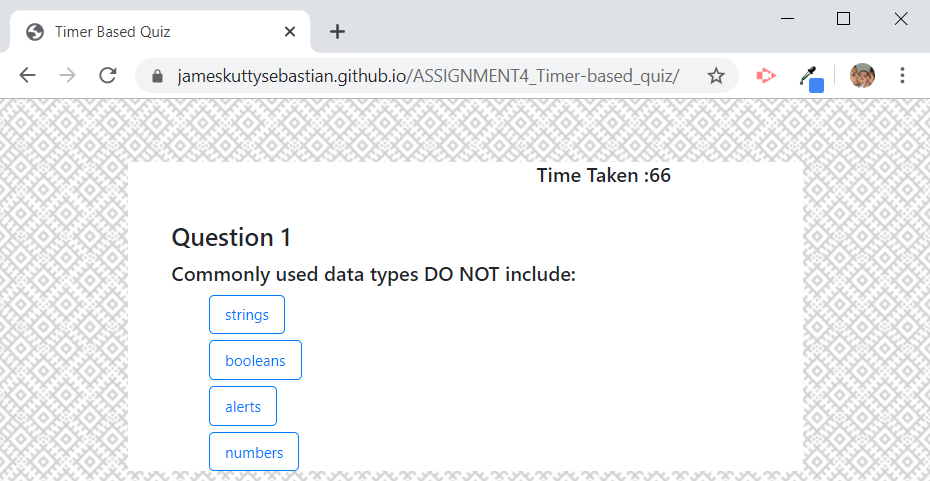 Timer Based Quiz
jameskuttysebastian.github.io/ASSIGNMENT4_Timer-based_quiz/
Time Taken :66
Question 1
Commonly used data types DO NOT include:
strings
booleans
alerts
numbers